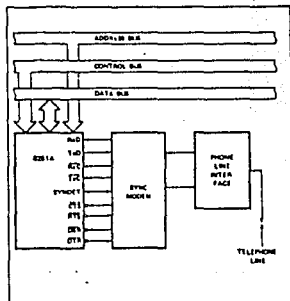 ADDRESS BUS
CONTROL BUS
DATA BUS
8251A
RxD
TxD
RxC
TxC
SYNDET
CTS
RTS
DSR
DTR
SYNC
MODEM
PHONE
LINE
INTER
FACE
TELEPHONE
LINE